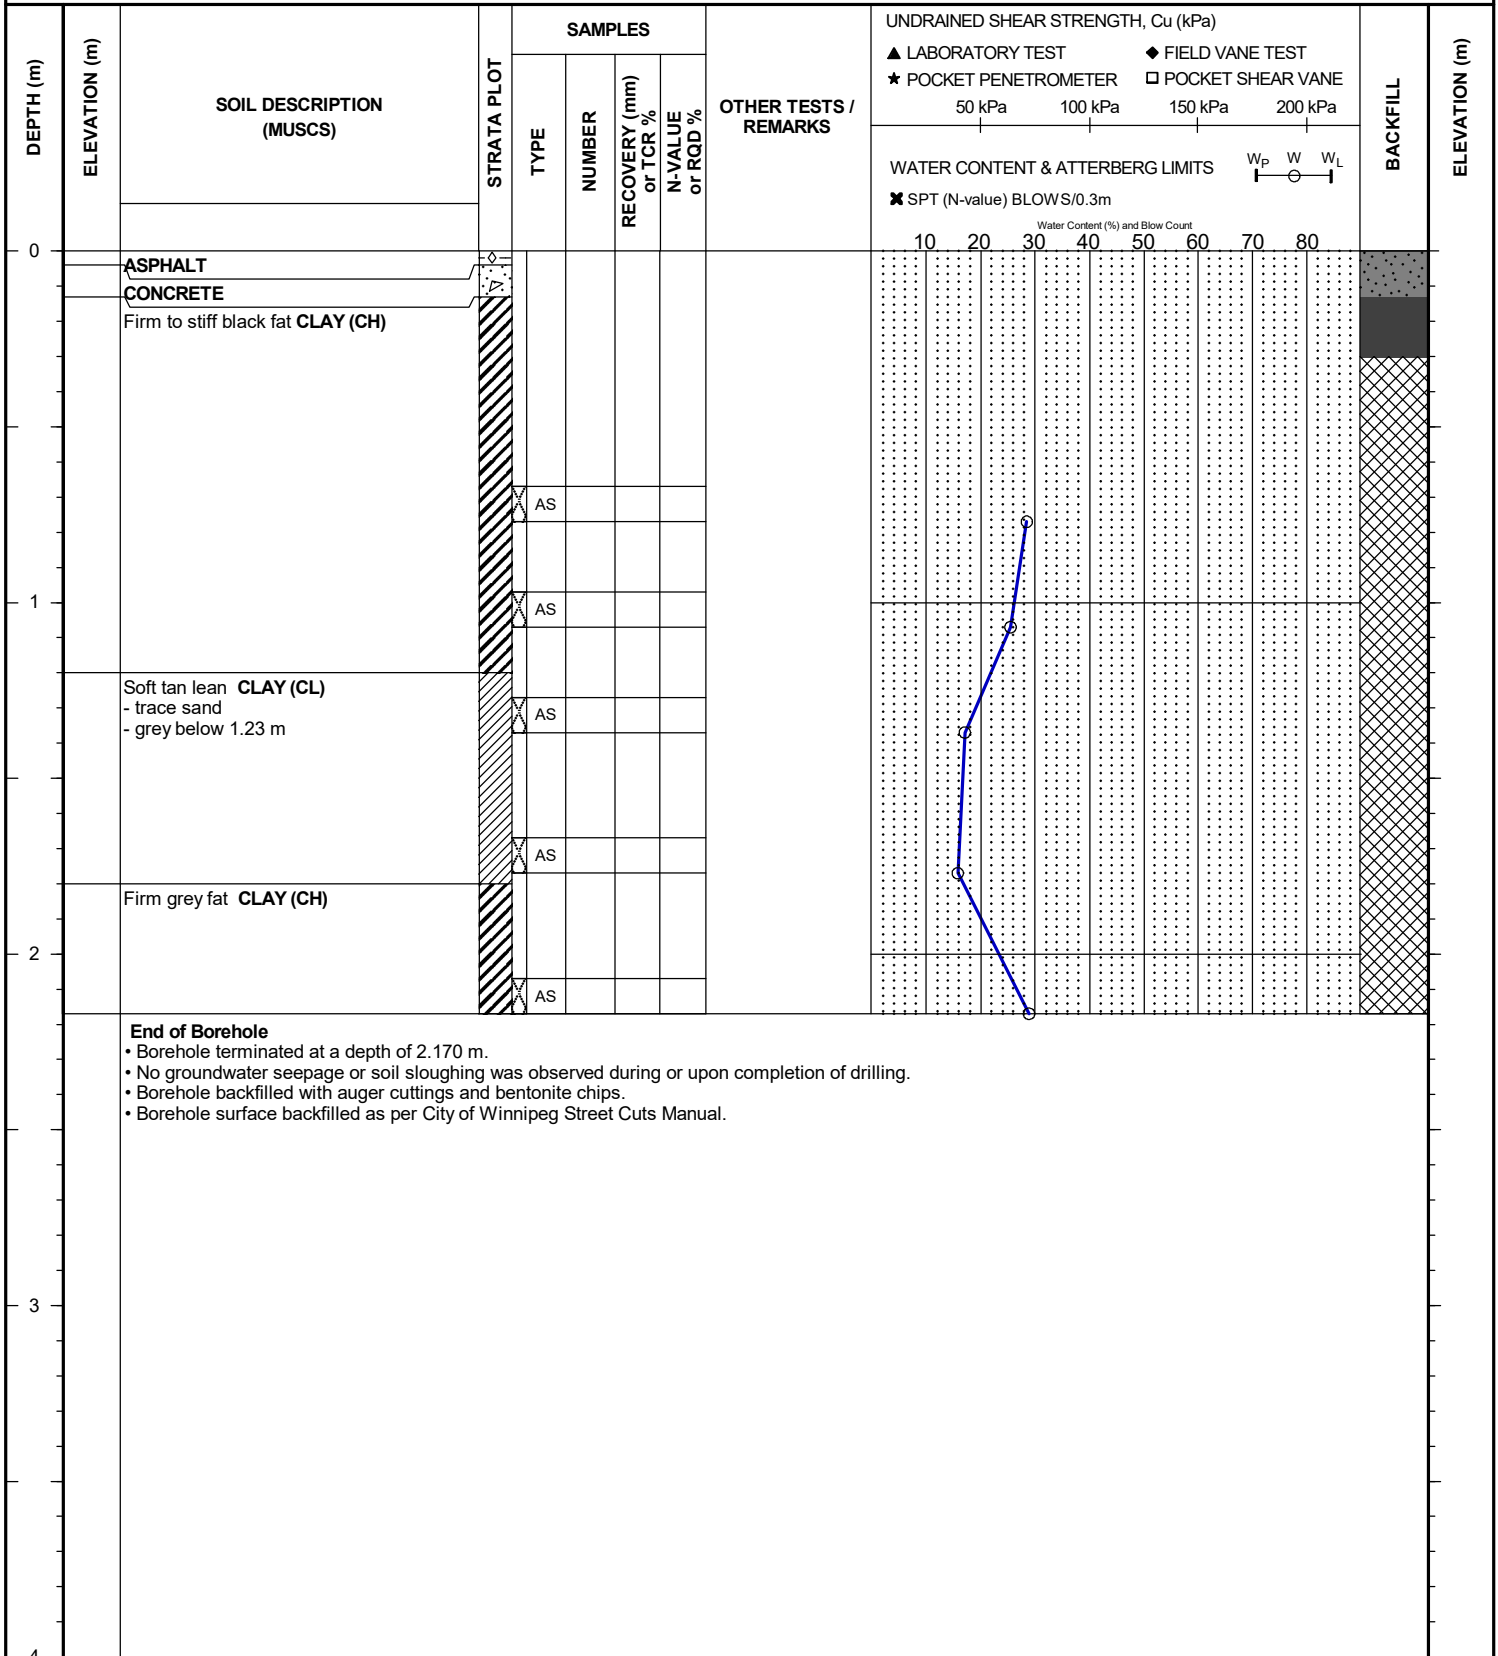 DEPTH (m)
ELEVATION (m)
SOIL DESCRIPTION
(MUSCS)
STRATA PLOT
SAMPLES
TYPE
NUMBER
RECOVERY (mm)
or TCR %
N-VALUE
or RQD %
OTHER TESTS /
REMARKS
UNDRAINED SHEAR STRENGTH, Cu (kPa)
▲ LABORATORY TEST ◆ FIELD VANE TEST
★ POCKET PENETROMETER □ POCKET SHEAR VANE
50 kPa 100 kPa 150 kPa 200 kPa
WATER CONTENT & ATTERBERG LIMITS
WP W WL
✖ SPT (N-value) BLOWS/0.3m
Water Content (%) and Blow Count
10 20 30 40 50 60 70 80
BACKFILL
ELEVATION (m)
0
ASPHALT
CONCRETE
Firm to stiff black fat CLAY (CH)
AS
1
AS
Soft tan lean CLAY (CL)
- trace sand
- grey below 1.23 m
AS
AS
Firm grey fat CLAY (CH)
2
AS
End of Borehole
• Borehole terminated at a depth of 2.170 m.
• No groundwater seepage or soil sloughing was observed during or upon completion of drilling.
• Borehole backfilled with auger cuttings and bentonite chips.
• Borehole surface backfilled as per City of Winnipeg Street Cuts Manual.
3
4